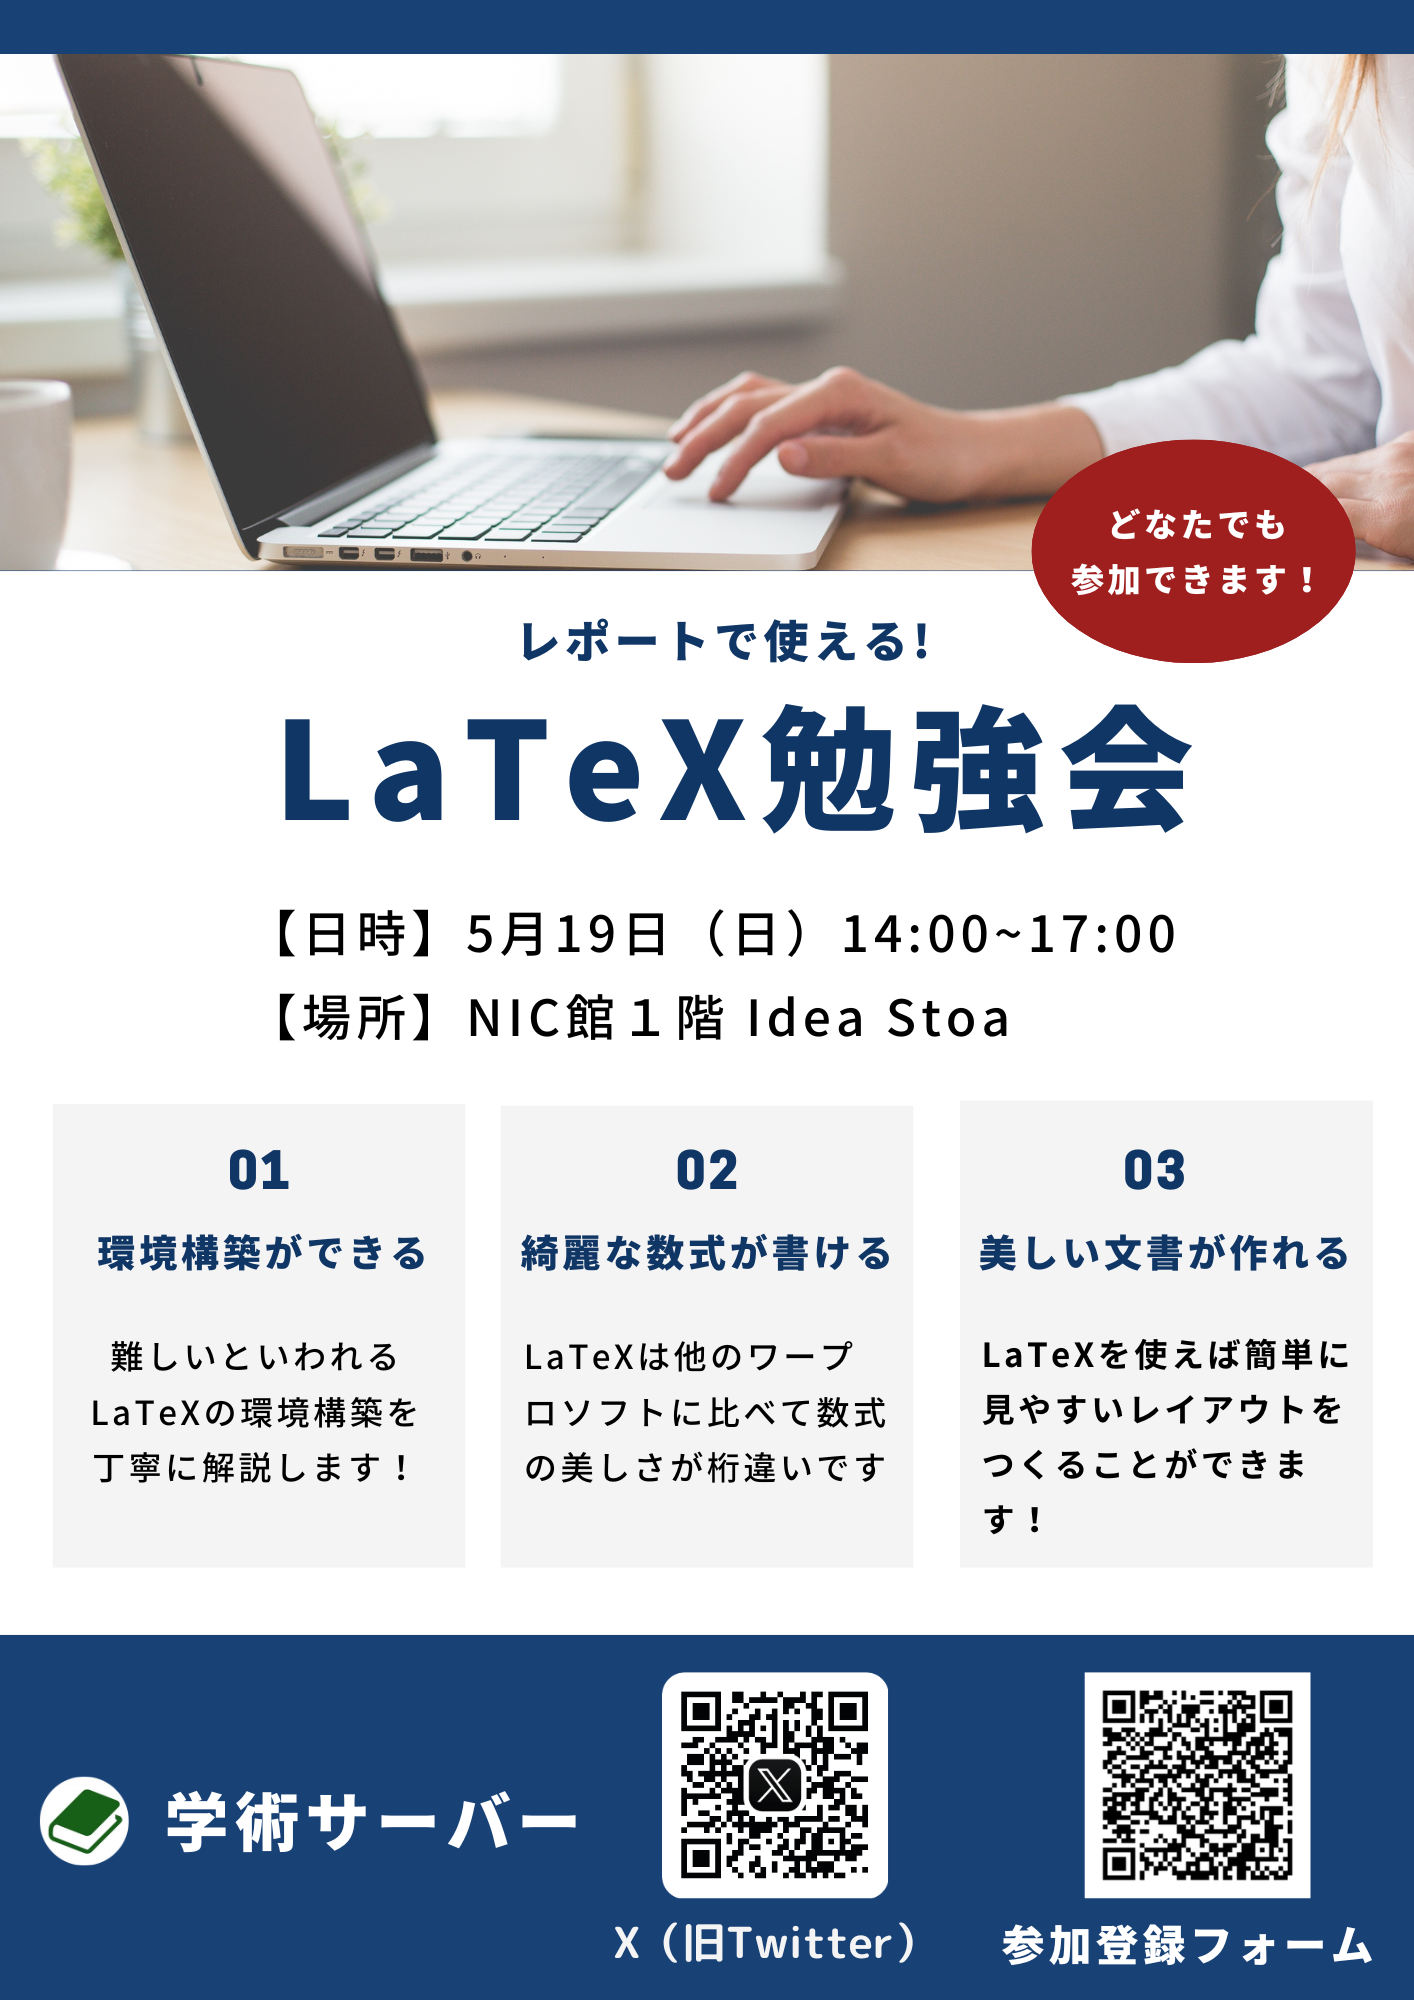 どなたでも
参加できます！
レポートで使える!
LaTeX勉強会
【日時】5月19日（日）14:00~17:00
【場所】NIC館１階 Idea Stoa
01
環境構築ができる
難しいといわれる
LaTeXの環境構築を
丁寧に解説します！
02
綺麗な数式が書ける
LaTeXは他のワープ
ロソフトに比べて数式
の美しさが桁違いです
03
美しい文書が作れる
LaTeXを使えば簡単に
見やすいレイアウトを
つくることができま
す！
学術サーバー
X（旧Twitter）
参加登録フォーム